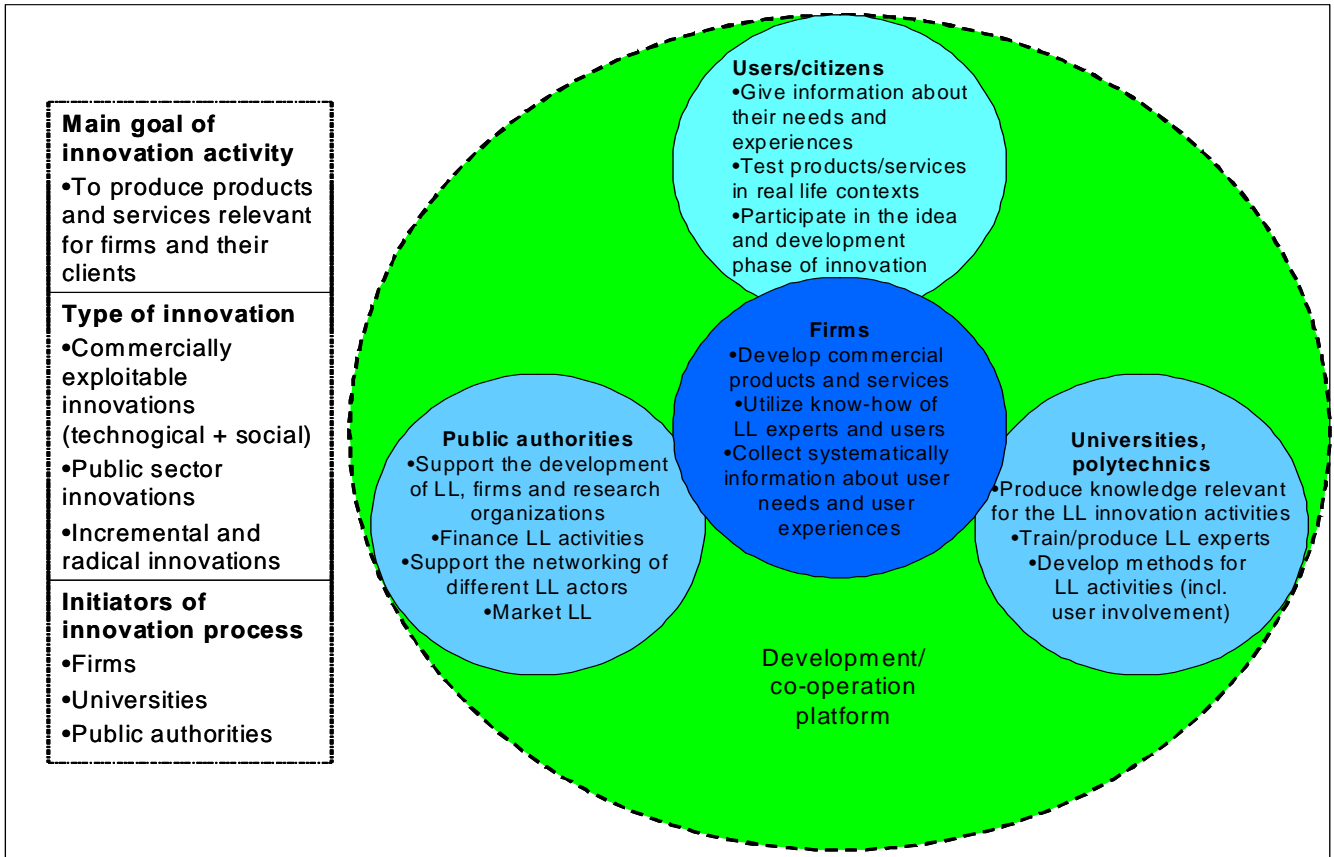 Main goal of
innovation activity
•To produce products
and services relevant
for firms and their
clients
Type of innovation
•Commercially
exploitable
innovations
(technogical + social)
•Public sector
innovations
•Incremental and
radical innovations
Initiators of
innovation process
•Firms
•Universities
•Public authorities
Users/citizens
•Give information about
their needs and
experiences
•Test products/services
in real life contexts
•Participate in the idea
and development
phase of innovation
Firms
•Develop commercial
products and services
•Utilize know-how of
LL experts and users
•Collect systematically
information about user
needs and user
experiences
Public authorities
•Support the development
of LL, firms and research
organizations
•Finance LL activities
•Support the networking of
different LL actors
•Market LL
Universities,
polytechnics
•Produce knowledge relevant
for the LL innovation activities
•Train/produce LL experts
•Develop methods for
LL activities (incl.
user involvement)
Development/
co-operation
platform